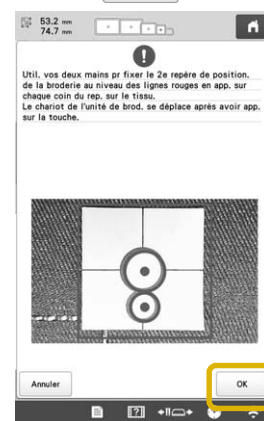 53.2 mm
74.7 mm
Util. vos deux mains pr fixer le 2e repère de position.
de la broderie au niveau des lignes rouges en app. sur
chaque coin du rep. sur le tissu.
Le chariot de l'unité de brod. se déplace après avoir app.
sur la touche.
Annuler
OK